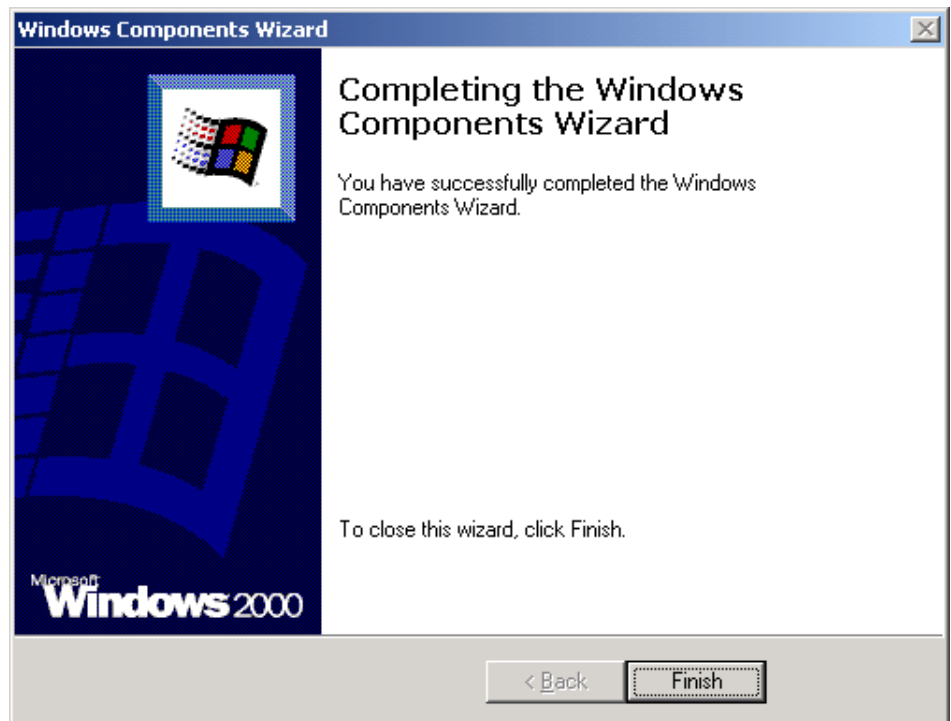 Windows Components Wizard
Completing the Windows
Components Wizard
You have successfully completed the Windows
Components Wizard.
To close this wizard, click Finish.
Microsoft
Windows 2000
< Back
Finish